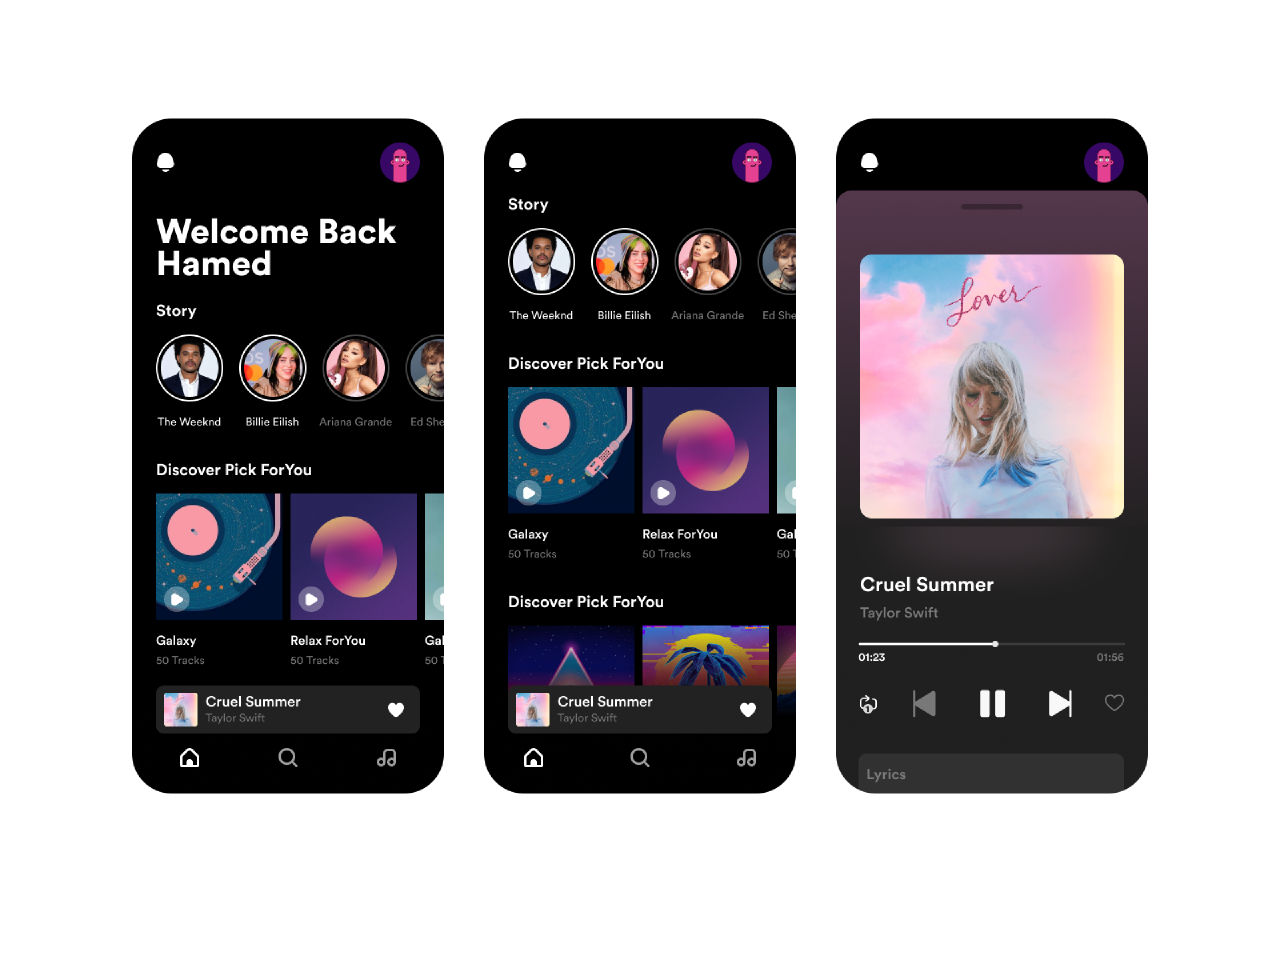 Welcome Back
Hamed
Story
The Weeknd
Billie Eilish
Ariana Grande
Ed She
Discover Pick ForYou
Galaxy
50 Tracks
Relax ForYou
50 Tracks
Gal
50 T
Cruel Summer
Taylor Swift
Story
The Weeknd
Billie Eilish
Ariana Grande
Ed She
Discover Pick ForYou
Galaxy
50 Tracks
Relax ForYou
50 Tracks
Gal
50 T
Discover Pick ForYou
Cruel Summer
Taylor Swift
Lover
Cruel Summer
Taylor Swift
01:23
01:56
Lyrics